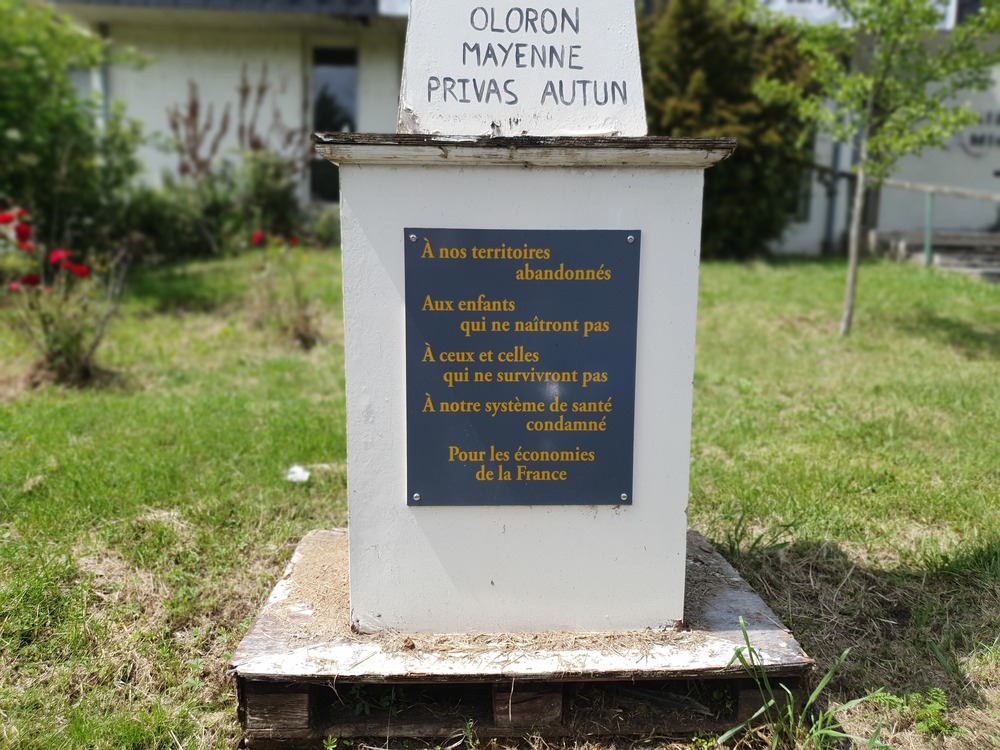 OLORON
MAYENNE
PRIVAS AUTUN
À nos territoires
abandonnés
Aux enfants
qui ne naîtront pas
À ceux et celles
qui ne survivront pas
À notre système de santé
condamné
Pour les économies
de la France